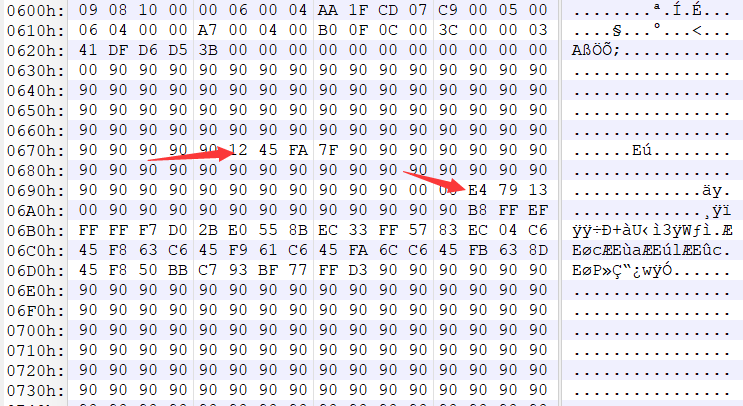 0600h: 09 08 10 00 00 06 00 04 AA 1F CD 07 C9 00 05 00 ........ª.Í.É...
0610h: 06 04 00 00 A7 00 04 00 B0 0F 0C 00 3C 00 00 03 ....§...°...<...
0620h: 41 DF D6 D5 3B 00 00 00 00 00 00 00 00 00 00 00 AßÖÕ;...........
0630h: 00 90 90 90 90 90 90 90 90 90 90 90 90 90 90 90 ................
0640h: 90 90 90 90 90 90 90 90 90 90 90 90 90 90 90 90 ................
0650h: 90 90 90 90 90 90 90 90 90 90 90 90 90 90 90 90 ................
0660h: 90 90 90 90 90 90 90 90 90 90 90 90 90 90 90 90 ................
0670h: 90 90 90 90 90 12 45 FA 7F 90 90 90 90 90 90 90 ......Eú........
0680h: 90 90 90 90 90 90 90 90 90 90 90 90 90 90 90 90 ................
0690h: 90 90 90 90 90 90 90 90 90 90 90 00 00 E4 79 13 .............äy.
06A0h: 00 90 90 90 90 90 90 90 90 90 90 90 90 B8 FF EF .............¸ÿï
06B0h: FF FF F7 D0 2B E0 55 8B EC 33 FF 57 83 EC 04 C6 ÿÿ÷Ð+àU‹ì3ÿWƒì.Æ
06C0h: 45 F8 63 C6 45 F9 61 C6 45 FA 6C C6 45 FB 63 8D EøcÆEùaÆEúlÆEûc.
06D0h: 45 F8 50 BB C7 93 BF 77 FF D3 90 90 90 90 90 90 EøP»Ç“¿wÿÓ......
06E0h: 90 90 90 90 90 90 90 90 90 90 90 90 90 90 90 90 ................
06F0h: 90 90 90 90 90 90 90 90 90 90 90 90 90 90 90 90 ................
0700h: 90 90 90 90 90 90 90 90 90 90 90 90 90 90 90 90 ................
0710h: 90 90 90 90 90 90 90 90 90 90 90 90 90 90 90 90 ................
0720h: 90 90 90 90 90 90 90 90 90 90 90 90 90 90 90 90 ................
0730h: 90 90 90 90 90 90 90 90 90 90 90 90 90 90 90 90 ................